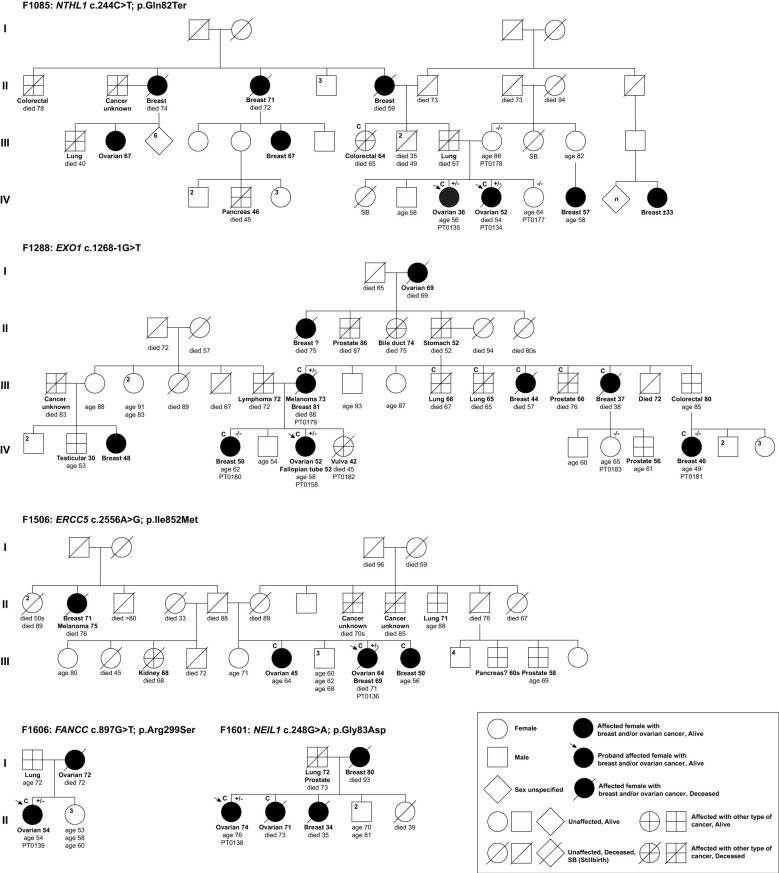 F1085: NTHL1 c.244C>T; p.Gln82Ter
I
II
3
Colorectal
died 78
Cancer
unknown
Breast
died 74
Breast 71
died 72
Breast
died 59
died 73
died 73
died 94
III
6
C
2
-/-
Lung
died 40
Ovarian 67
Breast 67
Colorectal 64
died 65
died 35
died 49
Lung
died 67
age 86
PT0178
SB
age 82
IV
2
3
C
+/-
C
+/-
-/-
n
Pancreas 46
died 46
SB
age 58
Ovarian 36
age 56
PT0135
Ovarian 52
died 54
PT0134
age 64
PT0177
Breast 57
age 58
Breast ±33
F1288: EXO1 c.1268-1G>T
I
died 65
Ovarian 69
died 69
II
died 72
died 57
Breast ?
died 75
Prostate 86
died 87
Bile duct 74
died 75
Stomach 52
died 52
died 94
died 80s
III
2
C
+/-
C
C
C
C
C
C
Cancer
unknown
died 83
age 88
age 91
age 83
died 89
died 67
Lymphoma 72
died 72
Melanoma 73
Breast 81
died 88
PT0179
age 93
age 87
Lung 66
died 67
Lung 65
died 65
Breast 44
died 57
Prostate 66
died 76
Breast 37
died 38
Died 72
Colorectal 80
age 85
IV
2
C
-/-
C
+/-
-/-
-/-
C
-/-
2
3
Testicular 30
age 53
Breast 48
Breast 50
age 62
PT0180
age 54
Ovarian 52
Fallopian tube 52
age 58
PT0158
Vulva 42
died 45
PT0182
age 60
age 65
PT0183
Prostate 56
age 61
Breast 40
age 49
PT0181
F1506: ERCC5 c.2556A>G; p.Ile852Met
I
died 96
died 59
II
2
died 50s
died 89
Breast 71
Melanoma 75
died 76
died >80
died 33
died 88
died 89
Cancer
unknown
died 70s
Cancer
unknown
died 85
Lung 71
age 88
died 76
died 67
III
C
3
C
+/-
C
4
age 80
died 45
Kidney 68
died 68
died 72
age 71
Ovarian 45
age 64
age 60
age 62
age 68
Ovarian 64
Breast 69
died 71
PT0136
Breast 50
age 56
Pancreas? 60s
Prostate 58
age 69
F1606: FANCC c.897G>T; p.Arg299Ser
I
Lung
age 72
Ovarian 72
died 72
II
C
+/-
3
Ovarian 54
age 54
PT0139
age 53
age 58
age 60
F1601: NEIL1 c.248G>A; p.Gly83Asp
Lung 72
Prostate
died 73
Breast 80
died 93
C
+/-
C
C
2
Ovarian 74
age 76
PT0138
Ovarian 71
died 73
Breast 34
died 35
age 70
age 81
died 39
Female
Affected female with
breast and/or ovarian cancer, Alive
Male
Proband affected female with
breast and/or ovarian cancer, Alive
Sex unspecified
Affected female with
breast and/or ovarian cancer, Deceased
Unaffected, Alive
Affected with other type of
cancer, Alive
Unaffected, Deceased,
SB (Stillbirth)
Affected with other type of
cancer, Deceased